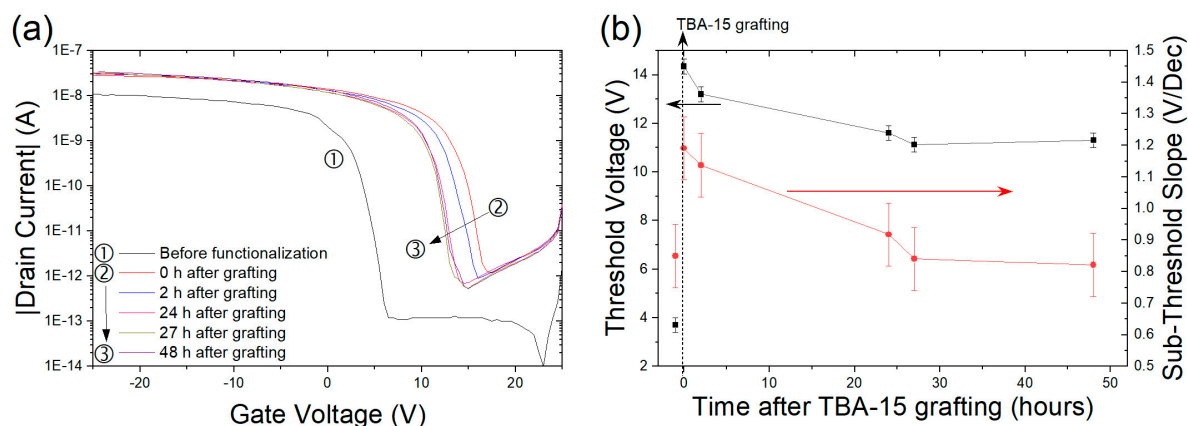 (a)
1E-7
1E-8
1E-9
1E-10
1E-11
1E-12
1E-13
1E-14
|Drain Current| (A)
①
②
③
① Before functionalization
② 0 h after grafting
2 h after grafting
24 h after grafting
27 h after grafting
③ 48 h after grafting
-20 -10 0 10 20
Gate Voltage (V)
(b)
TBA-15 grafting
14
12
10
8
6
4
2
Threshold Voltage (V)
1.5
1.4
1.3
1.2
1.1
1.0
0.9
0.8
0.7
0.6
0.5
Sub-Threshold Slope (V/Dec)
0 10 20 30 40 50
Time after TBA-15 grafting (hours)